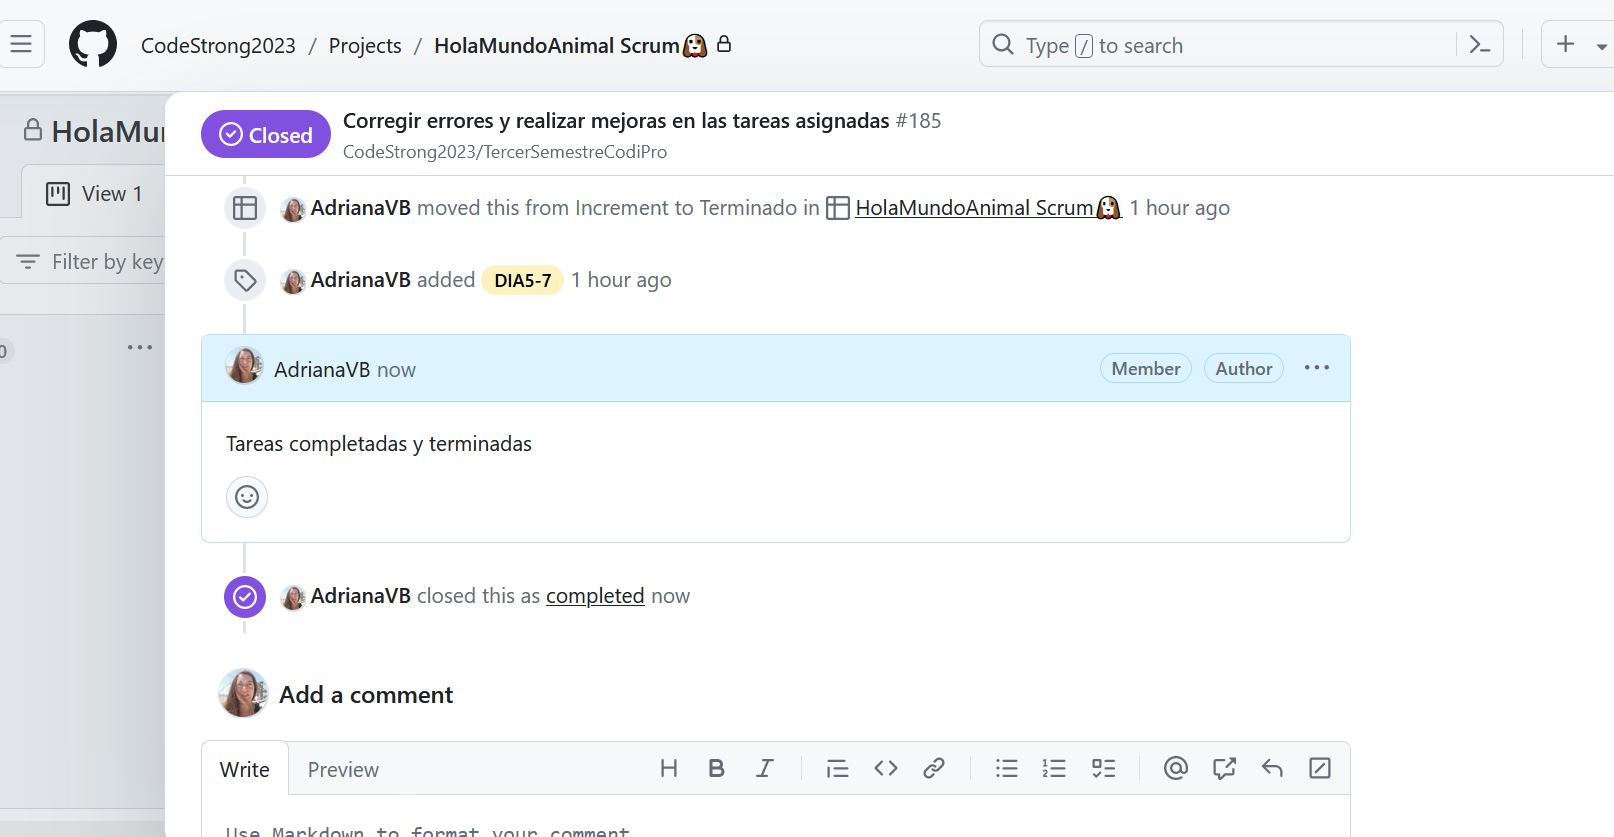 CodeStrong2023 / Projects / HolaMundoAnimal Scrum
Type / to search
HolaMu
Closed
Corregir errores y realizar mejoras en las tareas asignadas #185
CodeStrong2023/TercerSemestreCodiPro
View 1
Filter by key
0
AdrianaVB moved this from Increment to Terminado in HolaMundoAnimal Scrum 1 hour ago
AdrianaVB added DIA5-7 1 hour ago
AdrianaVB now
Member
Author
Tareas completadas y terminadas
AdrianaVB closed this as completed now
Add a comment
Write
Preview
Use Markdown to format your comment